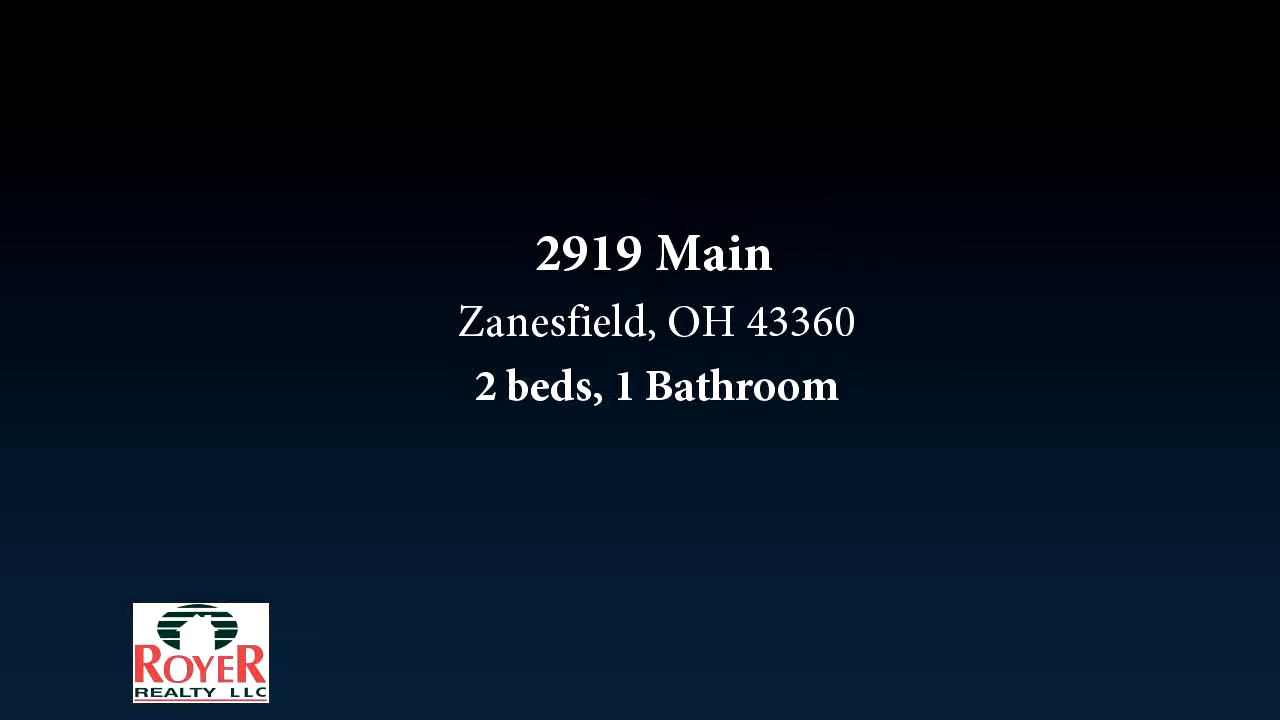 2919 Main
Zanesfield, OH 43360
2 beds, 1 Bathroom
ROYER
REALTY LLC